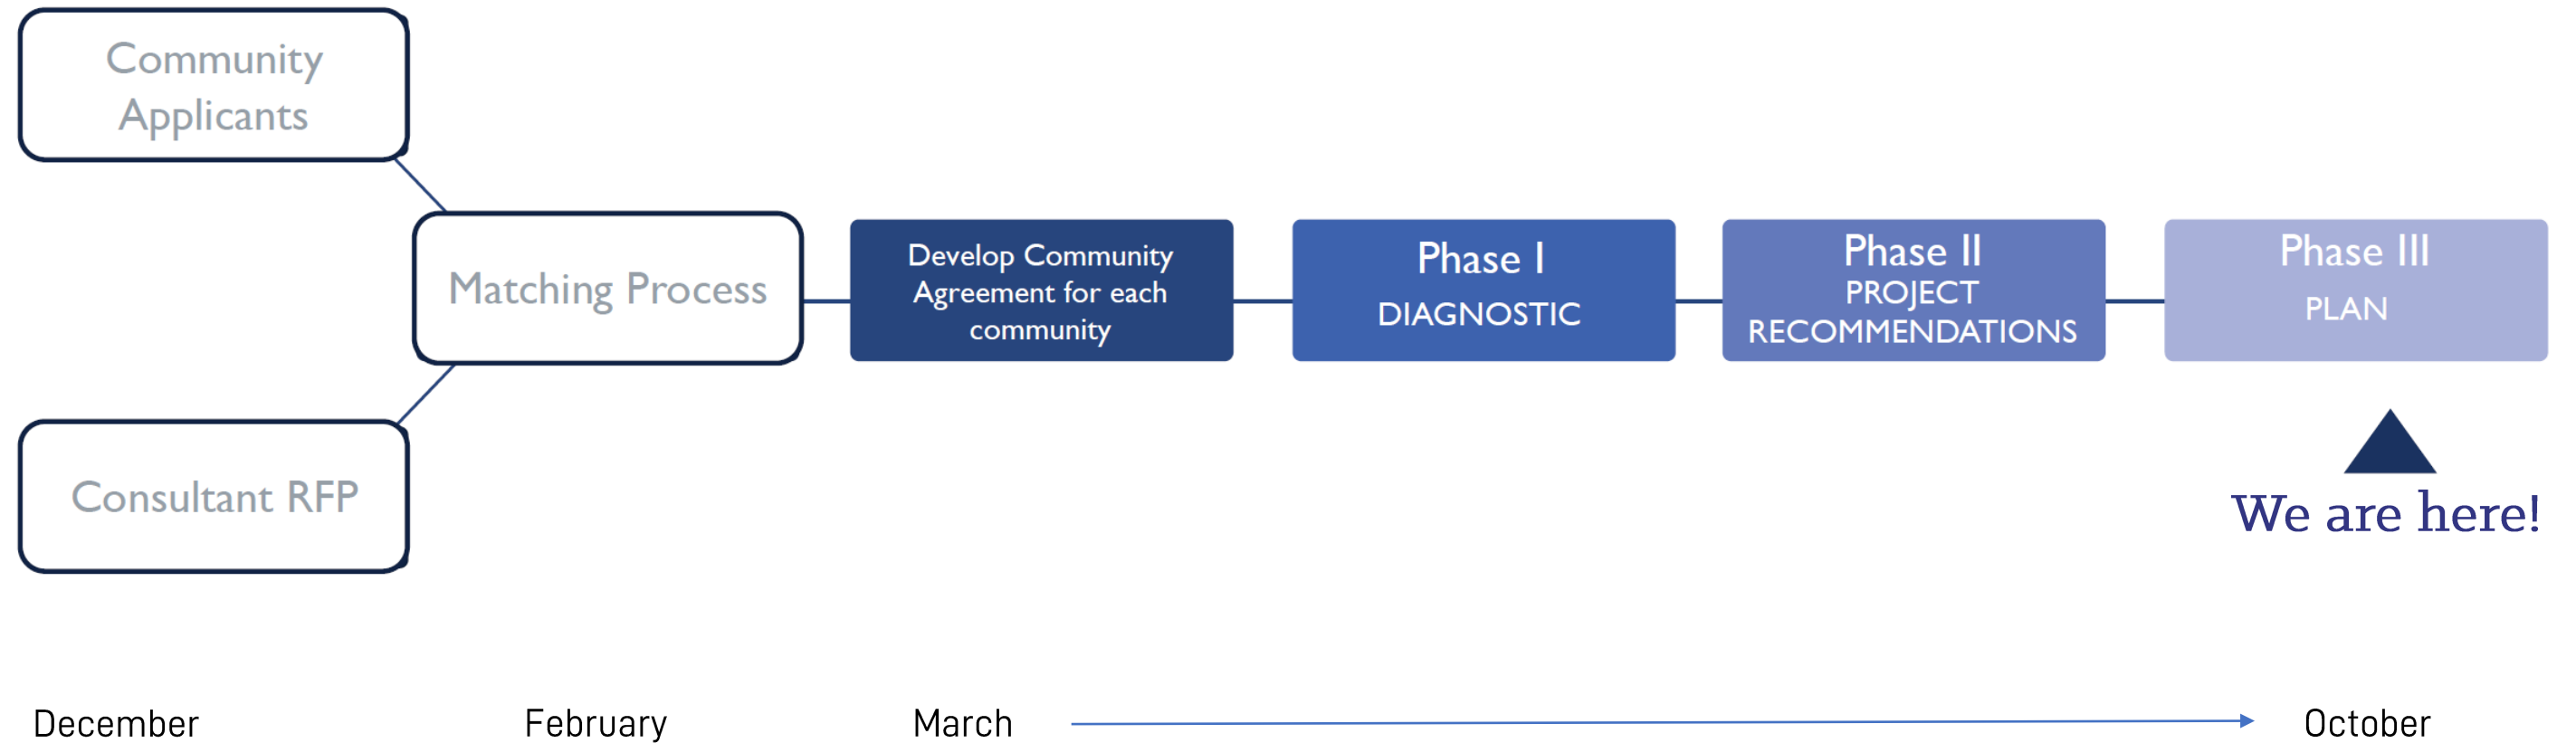 Community
Applicants
Matching Process
Consultant RFP
Develop Community
Agreement for each
community
Phase I
DIAGNOSTIC
Phase II
PROJECT
RECOMMENDATIONS
Phase III
PLAN
We are here!
December
February
March
October